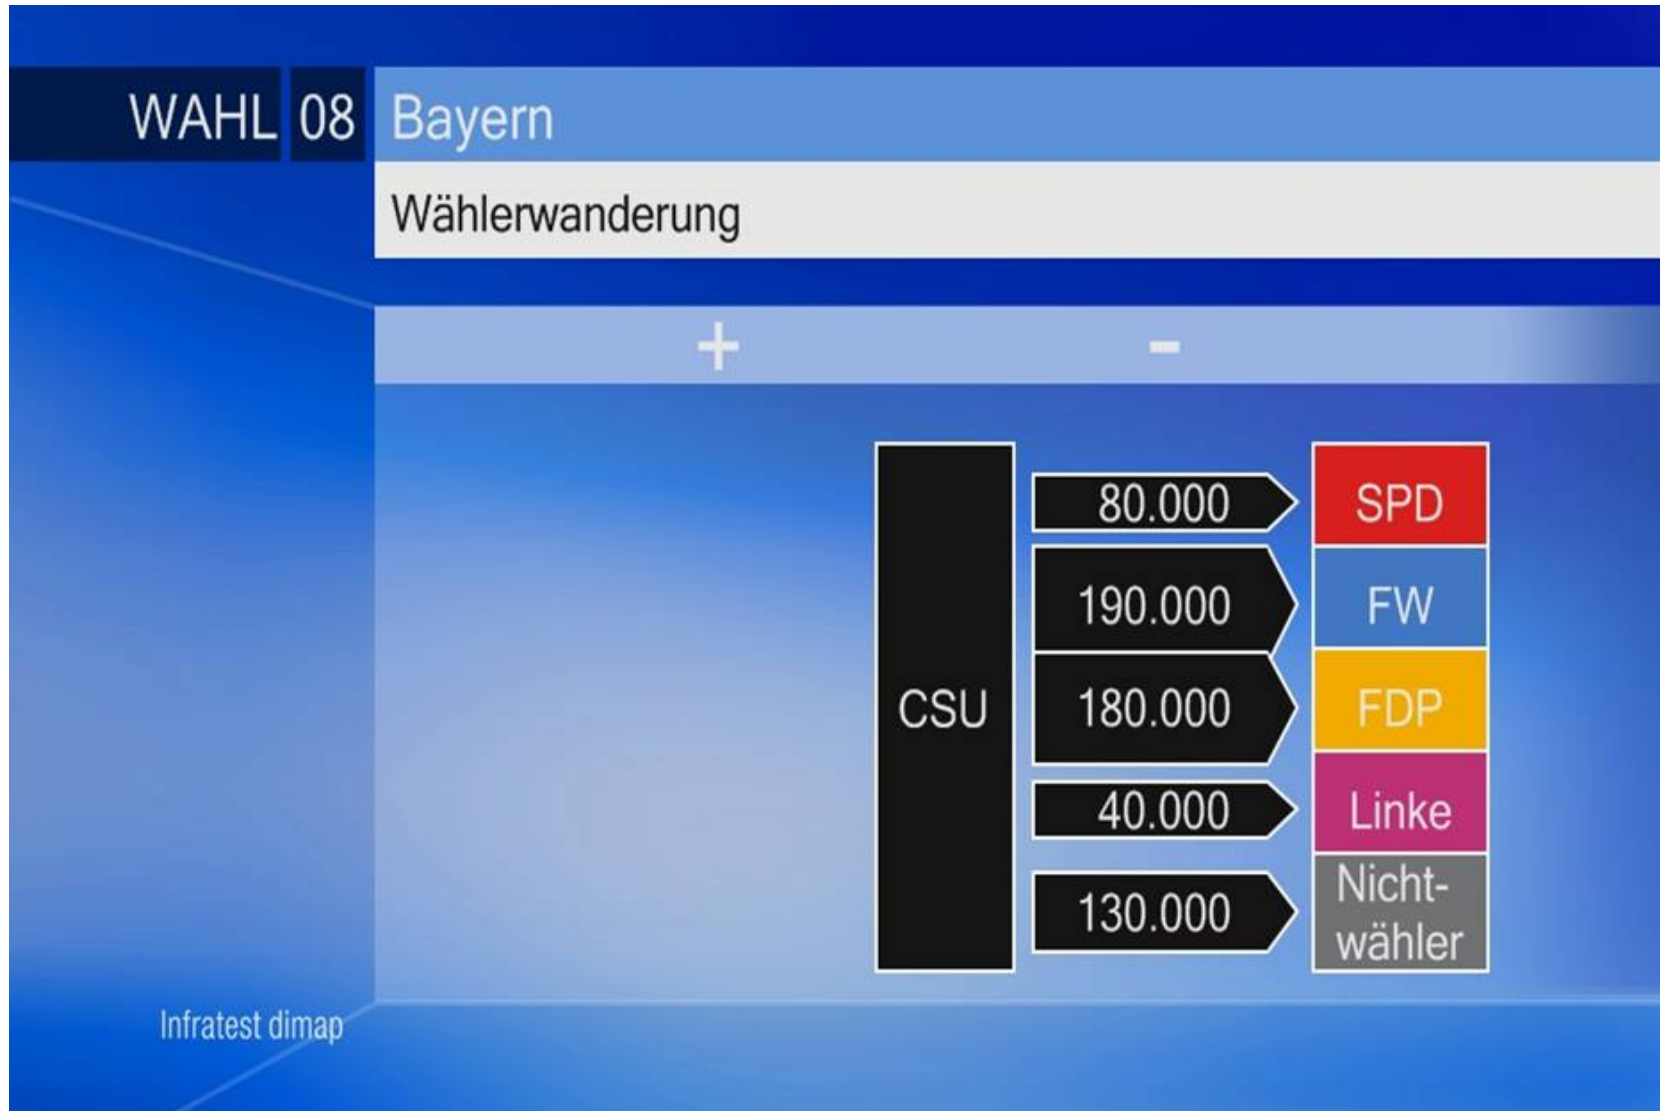 WAHL 08 Bayern
Wählerwanderung
+ -
CSU
80.000 SPD
190.000 FW
180.000 FDP
40.000 Linke
130.000 Nicht-
wähler
Infratest dimap